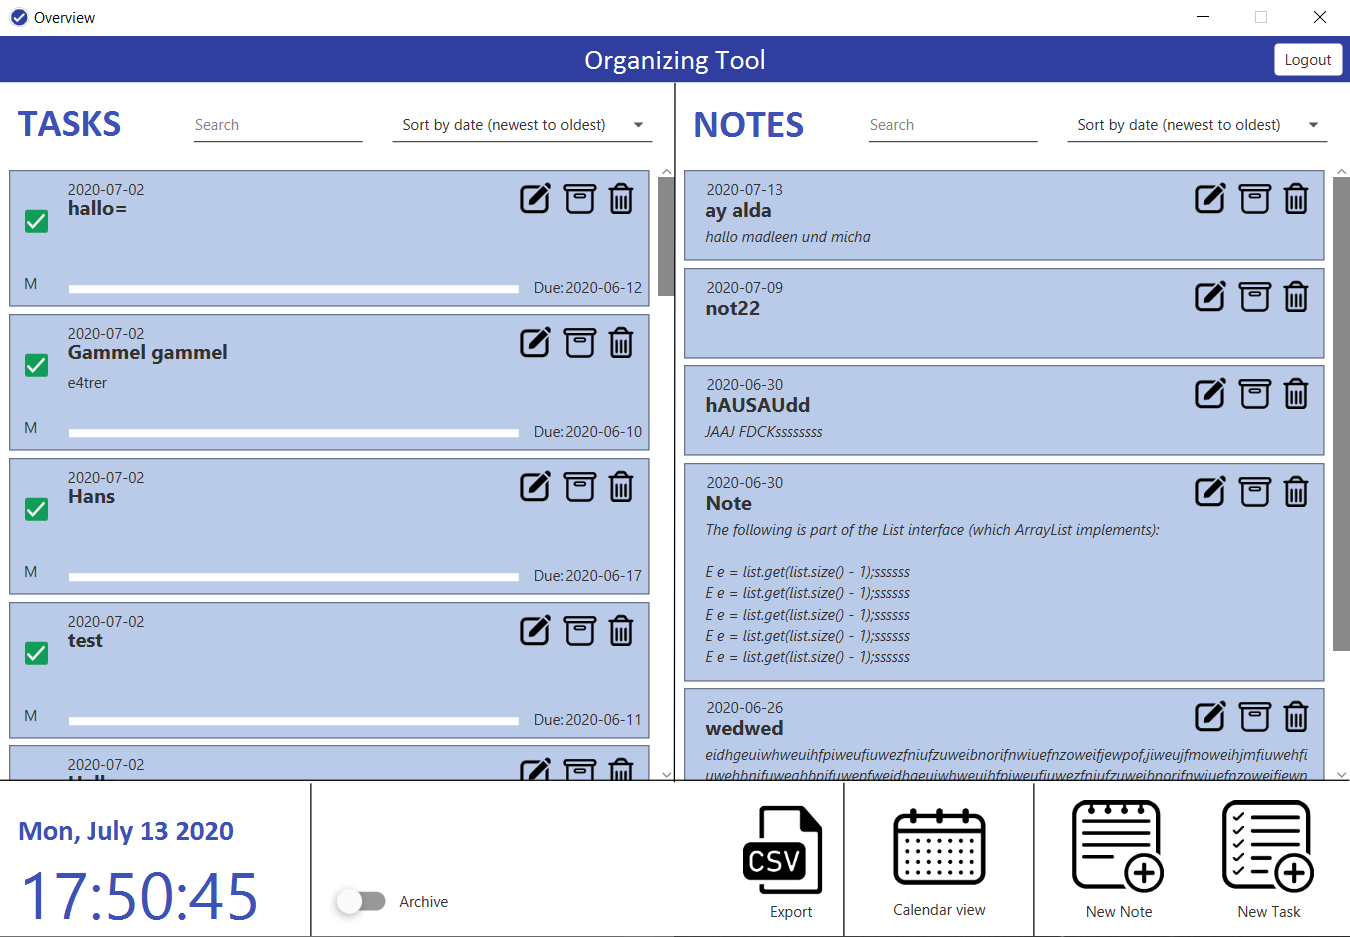 Overview
Organizing Tool
Logout
TASKS
Search
Sort by date (newest to oldest)
2020-07-02
hallo=
M
Due:2020-06-12
2020-07-02
Gammel gammel
e4trer
M
Due:2020-06-10
2020-07-02
Hans
M
Due:2020-06-17
2020-07-02
test
M
Due:2020-06-11
2020-07-02
NOTES
Search
Sort by date (newest to oldest)
2020-07-13
ay alda
hallo madleen und micha
2020-07-09
not22
2020-06-30
hAUSAUdd
JAAJ FDCKssssssss
2020-06-30
Note
The following is part of the List interface (which ArrayList implements):
E e = list.get(list.size() - 1);ssssss
E e = list.get(list.size() - 1);ssssss
E e = list.get(list.size() - 1);ssssss
E e = list.get(list.size() - 1);ssssss
E e = list.get(list.size() - 1);ssssss
2020-06-26
wedwed
eidhgeuiwhweuihfpiweufiuwezfniufzuweibnorifnwiuefnzoweifjewpof,jiweujfmoweihjmfiuwehfi
Mon, July 13 2020
17:50:45
Archive
CSV
Export
Calendar view
New Note
New Task